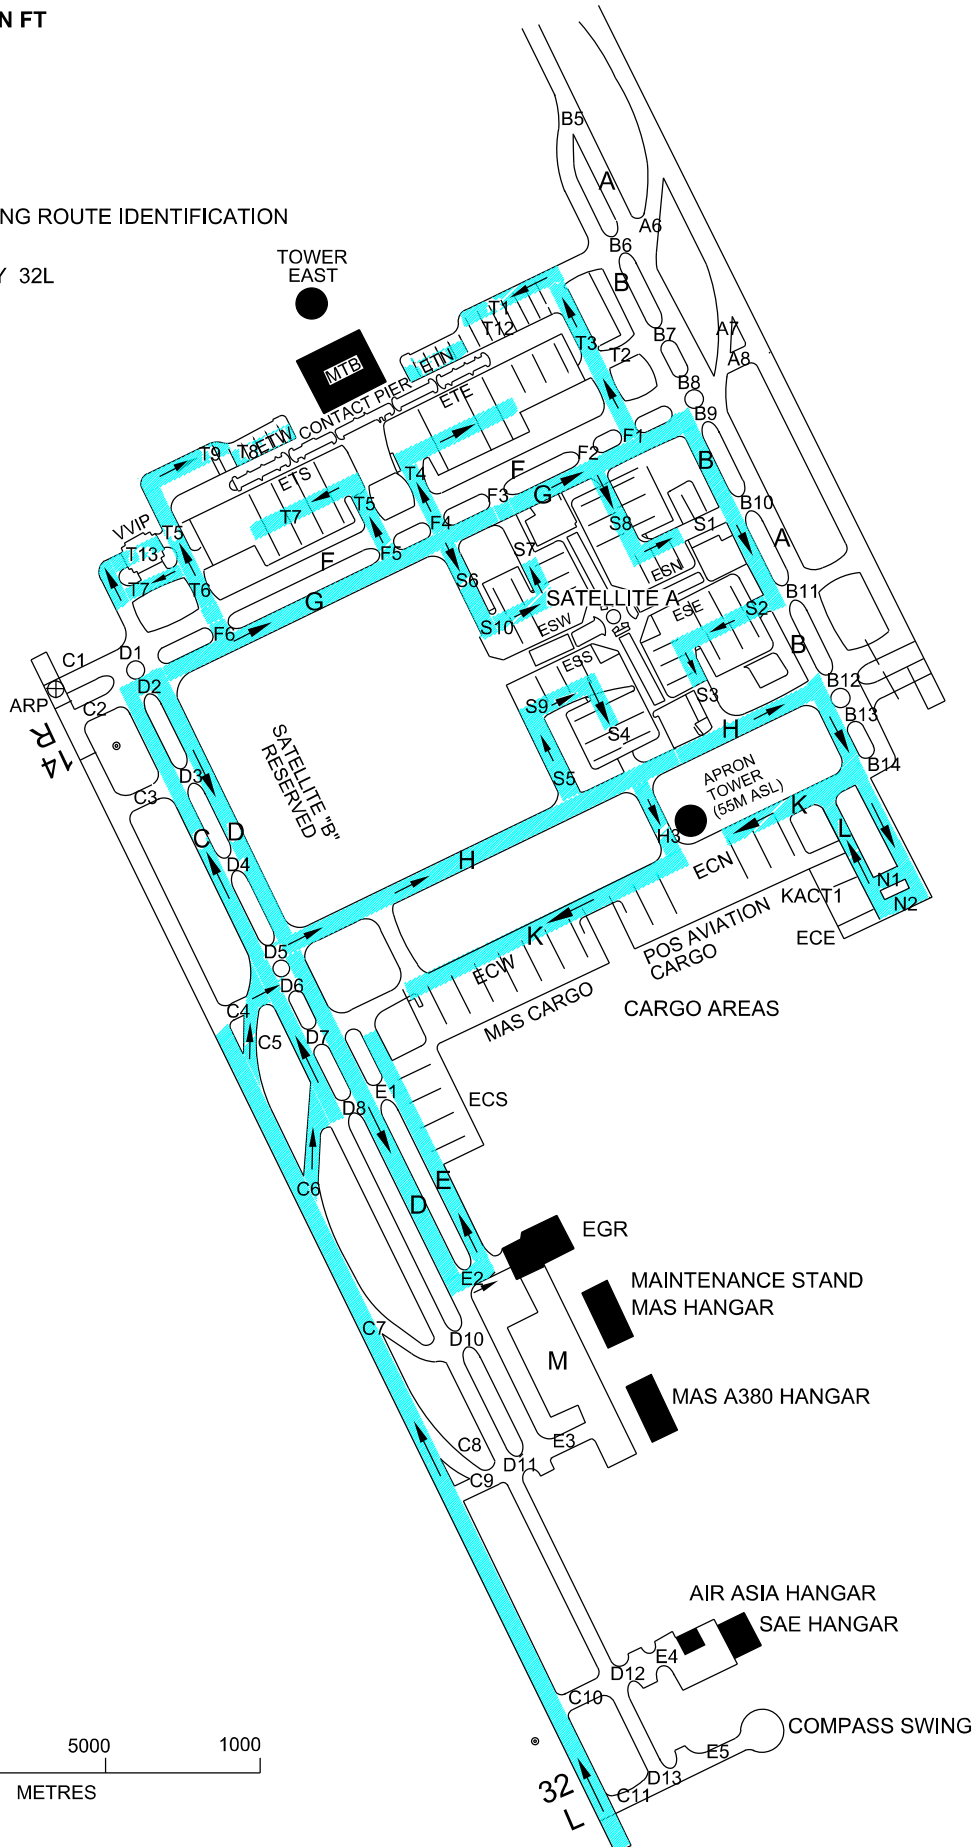 N FT
B5
A
NG ROUTE IDENTIFICATION
A6
B6
TOWER
EAST
Y 32L
B
T1
T12
B7
A7
T3
T2
A8
MTB
ETN
B8
CONTACT PIER
ETE
B9
T9
T8
ETW
F1
F2
B
ETS
T4
F
G
F3
T7
T5
B10
S1
VVIP
T5
F4
S8
A
F
F5
S7
T13
S6
ESN
T7
T6
G
SATELLITE A
B11
S10
ESW
ESE
S2
F6
B
C1
D1
ESS
D2
B12
ARP
C2
S9
S3
B13
14
R
S4
H
SATELLITE "B"
RESERVED
B14
D3
S5
APRON
TOWER
(55M ASL)
C3
K
C
D
H3
L
D4
H
ECN
N1
KACT1
N2
K
POS AVIATION
CARGO
ECE
D5
ECW
D6
MAS CARGO
CARGO AREAS
C4
C5
D7
E1
ECS
D8
C6
E
D
EGR
E2
MAINTENANCE STAND
MAS HANGAR
C7
D10
M
MAS A380 HANGAR
C8
E3
D11
C9
AIR ASIA HANGAR
SAE HANGAR
E4
D12
C10
COMPASS SWING
5000
1000
E5
D13
32
L
C11
METRES